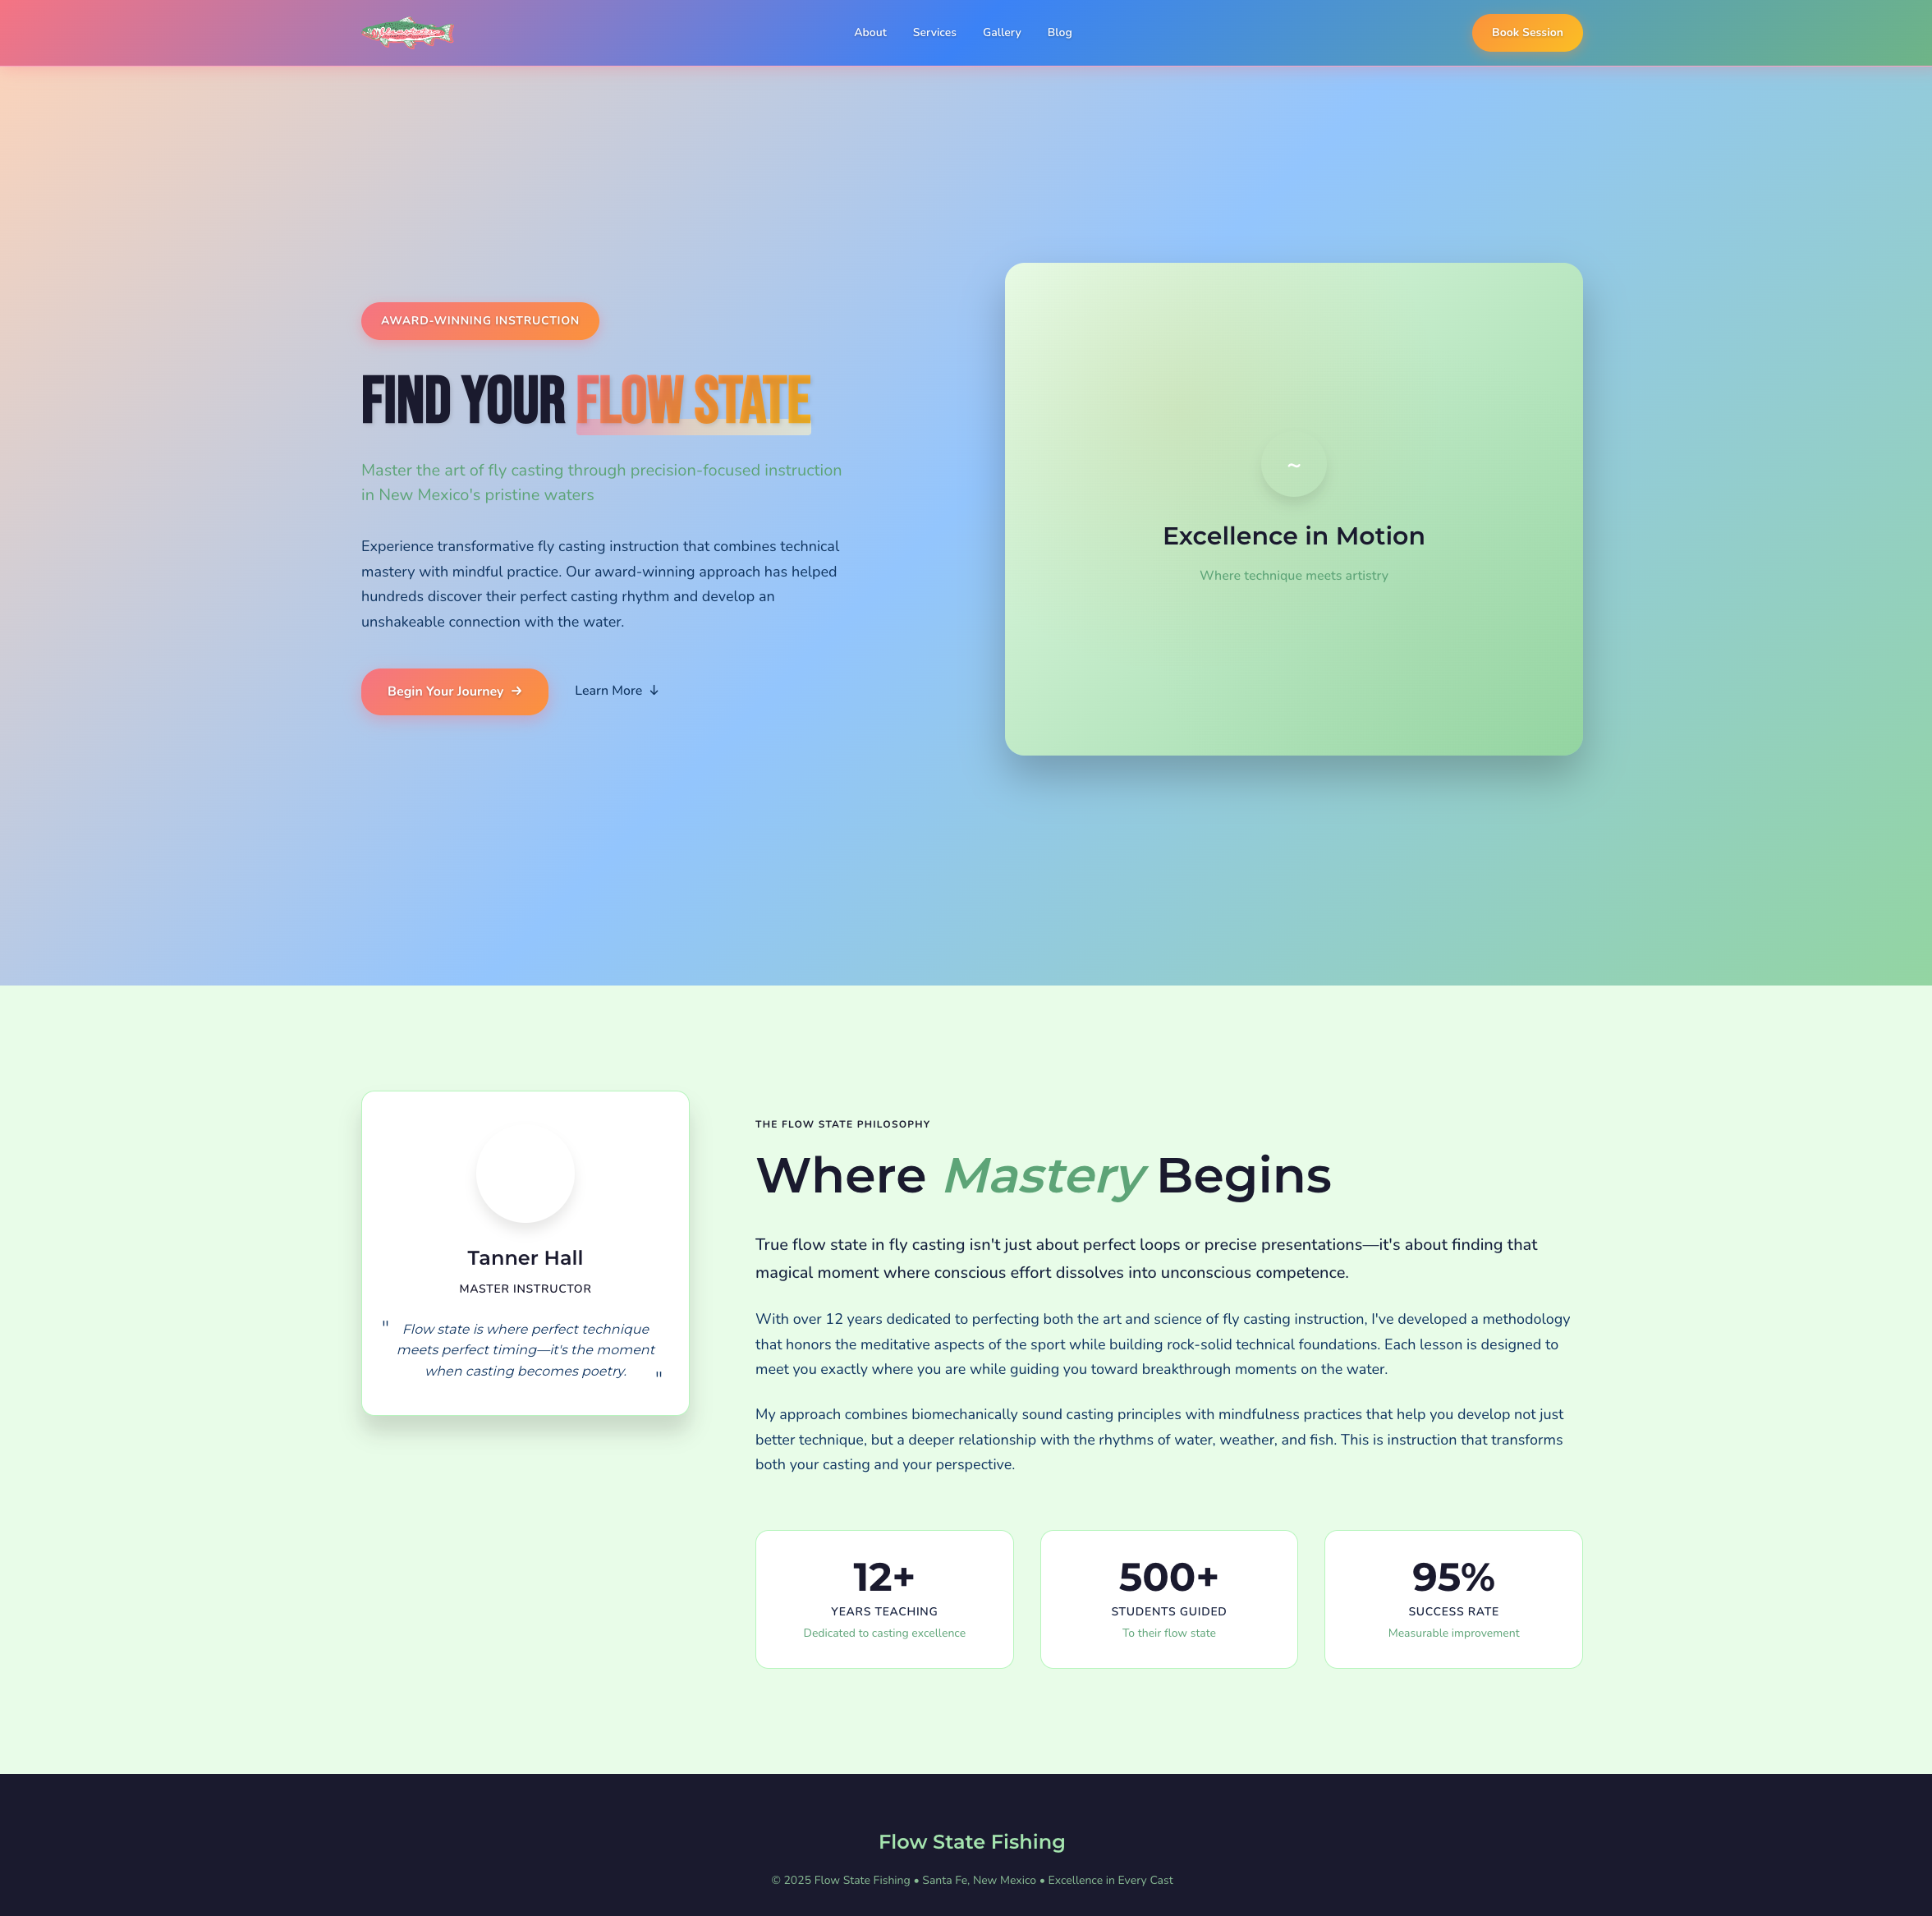 About
Services
Gallery
Blog
Book Session
AWARD-WINNING INSTRUCTION
FIND YOUR FLOW STATE
Master the art of fly casting through precision-focused instruction
in New Mexico's pristine waters
Experience transformative fly casting instruction that combines technical
mastery with mindful practice. Our award-winning approach has helped
hundreds discover their perfect casting rhythm and develop an
unshakeable connection with the water.
Begin Your Journey →
Learn More ↓
~
Excellence in Motion
Where technique meets artistry
Tanner Hall
MASTER INSTRUCTOR
" Flow state is where perfect technique
meets perfect timing—it's the moment
when casting becomes poetry. "
THE FLOW STATE PHILOSOPHY
Where Mastery Begins
True flow state in fly casting isn't just about perfect loops or precise presentations—it's about finding that
magical moment where conscious effort dissolves into unconscious competence.
With over 12 years dedicated to perfecting both the art and science of fly casting instruction, I've developed a methodology
that honors the meditative aspects of the sport while building rock-solid technical foundations. Each lesson is designed to
meet you exactly where you are while guiding you toward breakthrough moments on the water.
My approach combines biomechanically sound casting principles with mindfulness practices that help you develop not just
better technique, but a deeper relationship with the rhythms of water, weather, and fish. This is instruction that transforms
both your casting and your perspective.
12+
YEARS TEACHING
Dedicated to casting excellence
500+
STUDENTS GUIDED
To their flow state
95%
SUCCESS RATE
Measurable improvement
Flow State Fishing
© 2025 Flow State Fishing • Santa Fe, New Mexico • Excellence in Every Cast